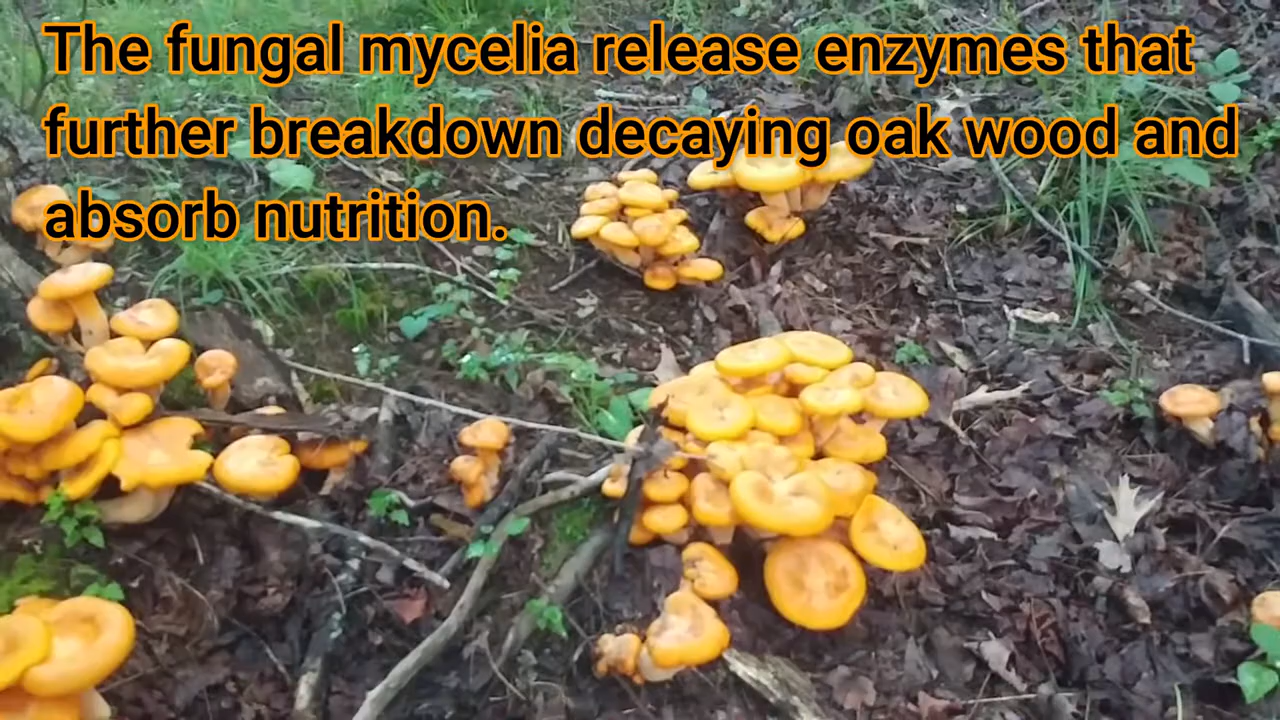 The fungal mycelia release enzymes that
further breakdown decaying oak wood and
absorb nutrition.